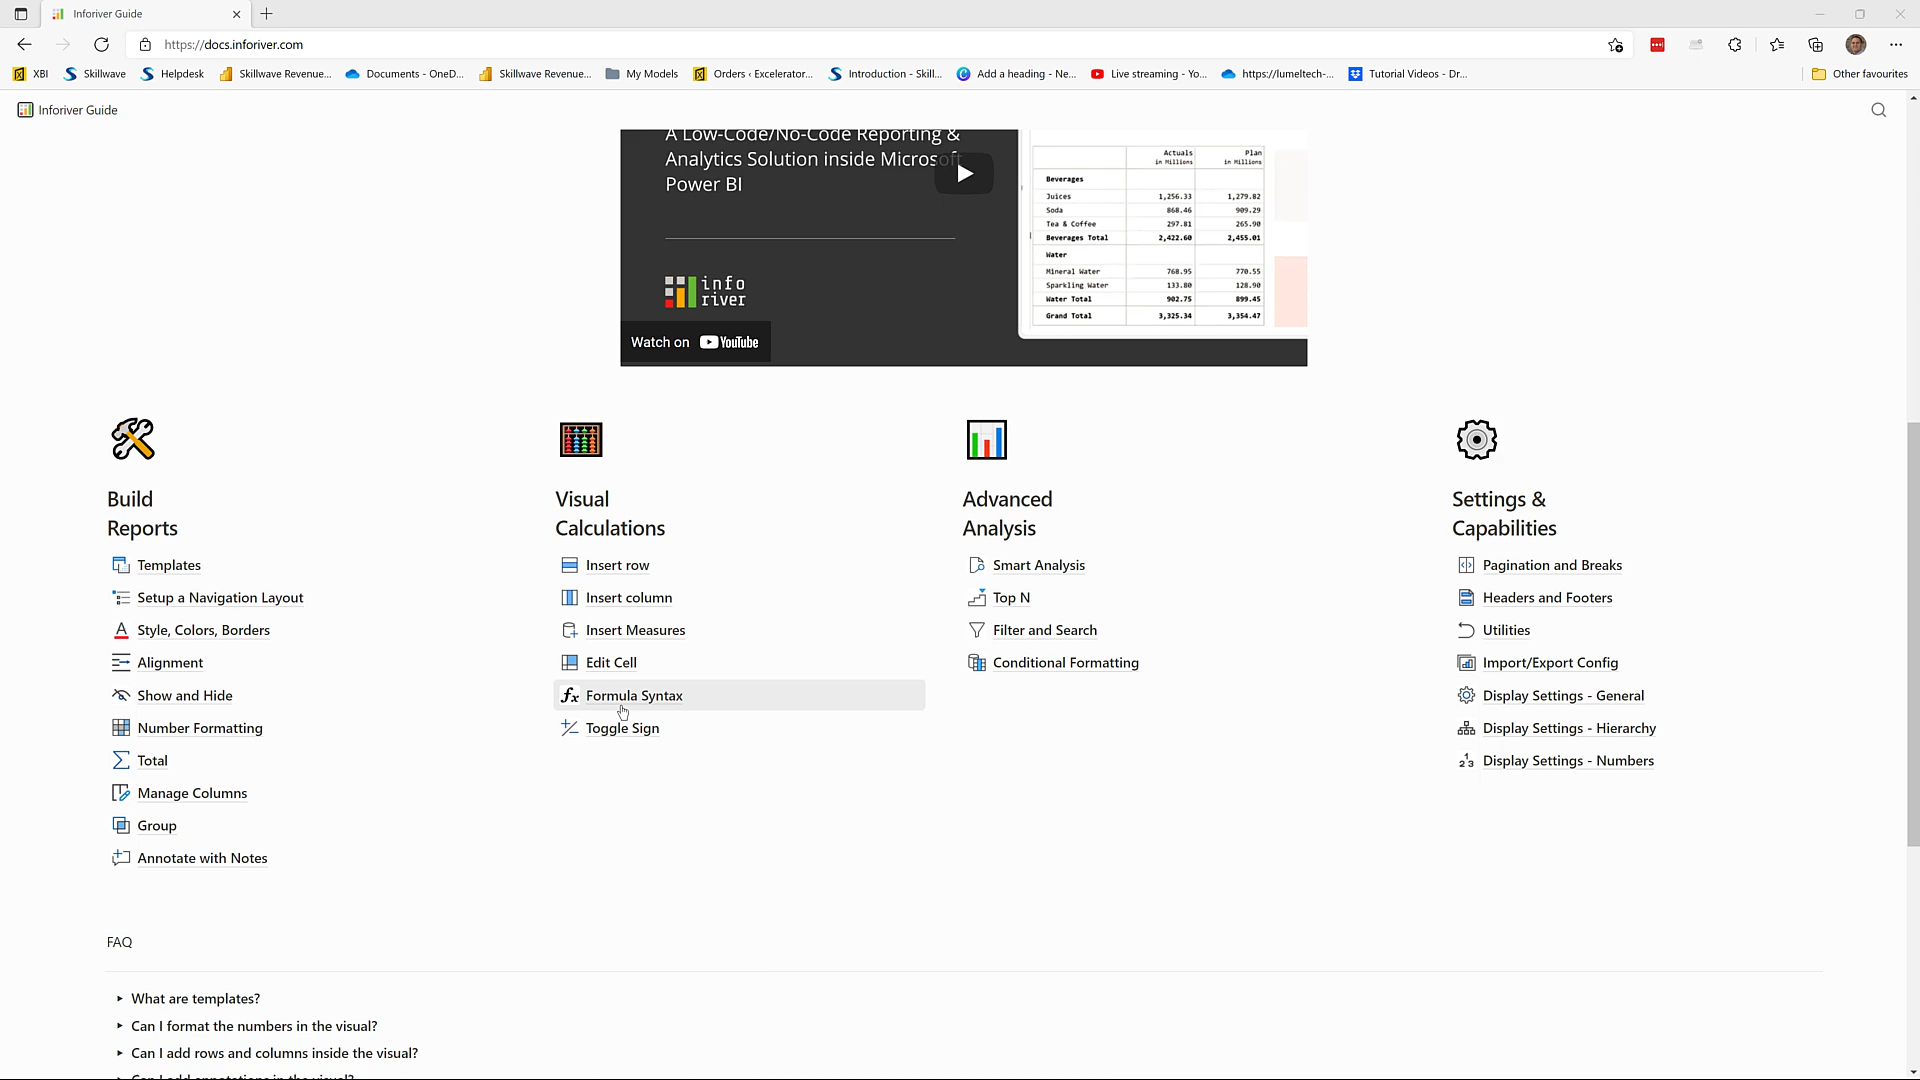 Inforiver Guide
https://docs.inforiver.com
XBI
Skillwave
Helpdesk
Skillwave Revenue...
Documents - OneD...
Skillwave Revenue...
My Models
Orders ‹ Excelerator...
Introduction - Skill...
Add a heading - Ne...
Live streaming - Yo...
https://lumeltech-...
Tutorial Videos - Dr...
Other favourites
Inforiver Guide
A Low-Code/No-Code Reporting &
Analytics Solution inside Microsoft
Power BI
info
river
Watch on YouTube
Actuals Plan
in Millions in Millions
Beverages
Juices 1,256.33 1,279.82
Soda 868.46 909.29
Tea & Coffee 297.81 265.90
Beverages Total 2,422.60 2,455.01
Water
Mineral Water 768.95 770.55
Sparkling Water 133.80 128.90
Water Total 902.75 899.45
Grand Total 3,325.34 3,354.47
Build
Reports
Templates
Setup a Navigation Layout
Style, Colors, Borders
Alignment
Show and Hide
Number Formatting
Total
Manage Columns
Group
Annotate with Notes
Visual
Calculations
Insert row
Insert column
Insert Measures
Edit Cell
Formula Syntax
Toggle Sign
Advanced
Analysis
Smart Analysis
Top N
Filter and Search
Conditional Formatting
Settings &
Capabilities
Pagination and Breaks
Headers and Footers
Utilities
Import/Export Config
Display Settings - General
Display Settings - Hierarchy
Display Settings - Numbers
FAQ
What are templates?
Can I format the numbers in the visual?
Can I add rows and columns inside the visual?
Can I add annotations in the visual?